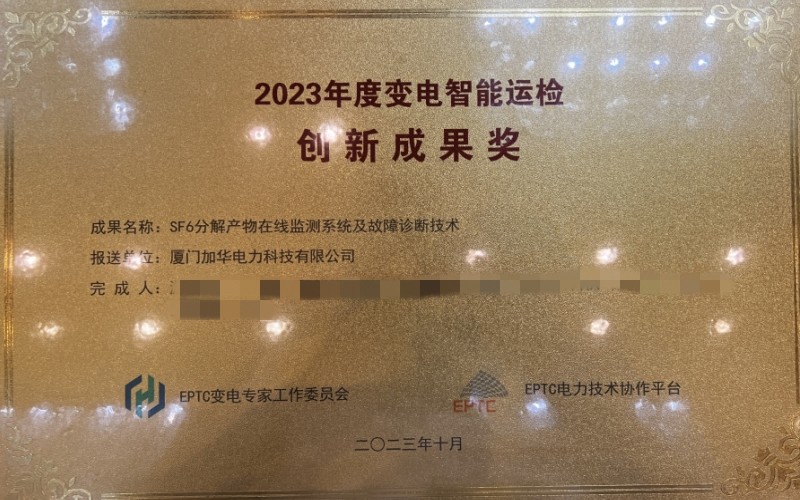 2023年度变电智能运检
创新成果奖
成果名称：SF6分解产物在线监测系统及故障诊断技术
报送单位：厦门加华电力科技有限公司
完成人：
EPTC变电专家工作委员会
EPTC
EPTC电力技术协作平台
二〇二三年十月